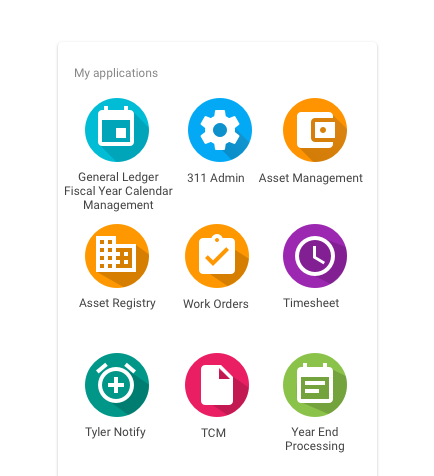 My applications
General Ledger
Fiscal Year Calendar
Management
311 Admin
Asset Management
Asset Registry
Work Orders
Timesheet
Tyler Notify
TCM
Year End
Processing